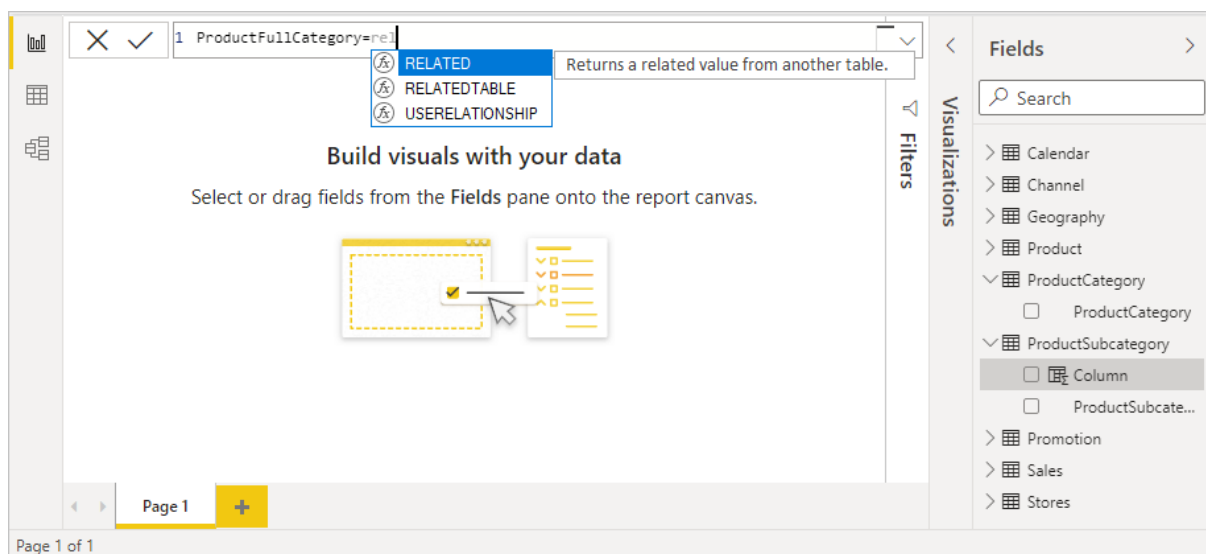 1 ProductFullCategory=rel
RELATED
Returns a related value from another table.
RELATEDTABLE
USERELATIONSHIP
Build visuals with your data
Select or drag fields from the Fields pane onto the report canvas.
Filters
Visualizations
Fields
Search
Calendar
Channel
Geography
Product
ProductCategory
ProductCategory
ProductSubcategory
Column
ProductSubcate...
Promotion
Sales
Stores
Page 1
Page 1 of 1